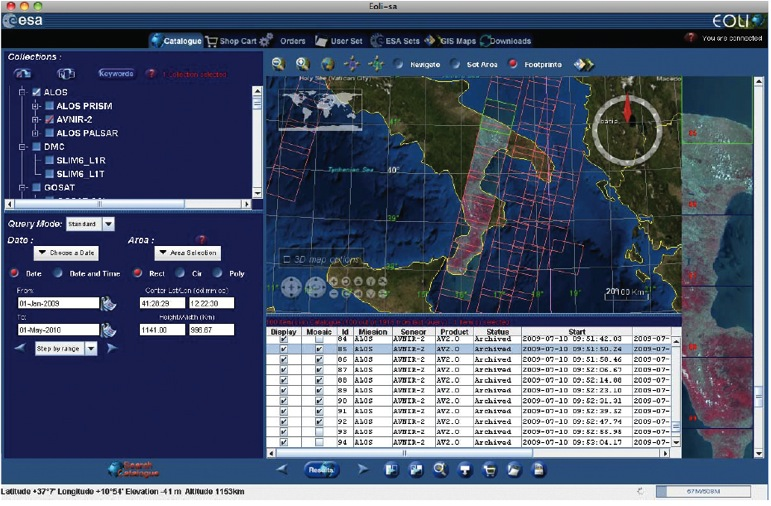 Eoli-sa
esa
EOLi
Catalogue Shop Cart Orders User Set ESA Sets GIS Maps Downloads
You are connected
Collections :
Keywords ? 1 Collection selected
ALOS
ALOS PRISM
AVNIR-2
ALOS PALSAR
DMC
SLIM6_L1R
SLIM6_L1T
GOSAT
Navigate Set Area Footprints
Tyrrhenian Sea
41°
40°
39°
38°
3D map options
Query Mode: Standard
Date : Area : ?
Choose a Date Area Selection
Date Date and Time Rect Cir Poly
From: Center Lat/Lon
01-Jan-2009 41:28:29 12:22:30
To: Height/Width (Km)
01-May-2010 1141.00 996.67
Step by range
Display Mosaic Id Mission Sensor Product Status Start
84 ALOS AVNIR-2 AV2.0 Archived 2009-07-10 09:51:42.03 2009-07-
85 ALOS AVNIR-2 AV2.0 Archived 2009-07-10 09:51:50.24 2009-07-
86 ALOS AVNIR-2 AV2.0 Archived 2009-07-10 09:51:58.46 2009-07-
87 ALOS AVNIR-2 AV2.0 Archived 2009-07-10 09:52:06.67 2009-07-
88 ALOS AVNIR-2 AV2.0 Archived 2009-07-10 09:52:14.88 2009-07-
89 ALOS AVNIR-2 AV2.0 Archived 2009-07-10 09:52:23.10 2009-07-
90 ALOS AVNIR-2 AV2.0 Archived 2009-07-10 09:52:31.31 2009-07-
91 ALOS AVNIR-2 AV2.0 Archived 2009-07-10 09:52:39.52 2009-07-
92 ALOS AVNIR-2 AV2.0 Archived 2009-07-10 09:52:47.74 2009-07-
93 ALOS AVNIR-2 AV2.0 Archived 2009-07-10 09:52:55.95 2009-07-
94 ALOS AVNIR-2 AV2.0 Archived 2009-07-10 09:53:04.17 2009-07-
Search Catalogue
Results
Latitude +37°7' Longitude +10°54' Elevation -41 m Altitude 1153km
67M/508M